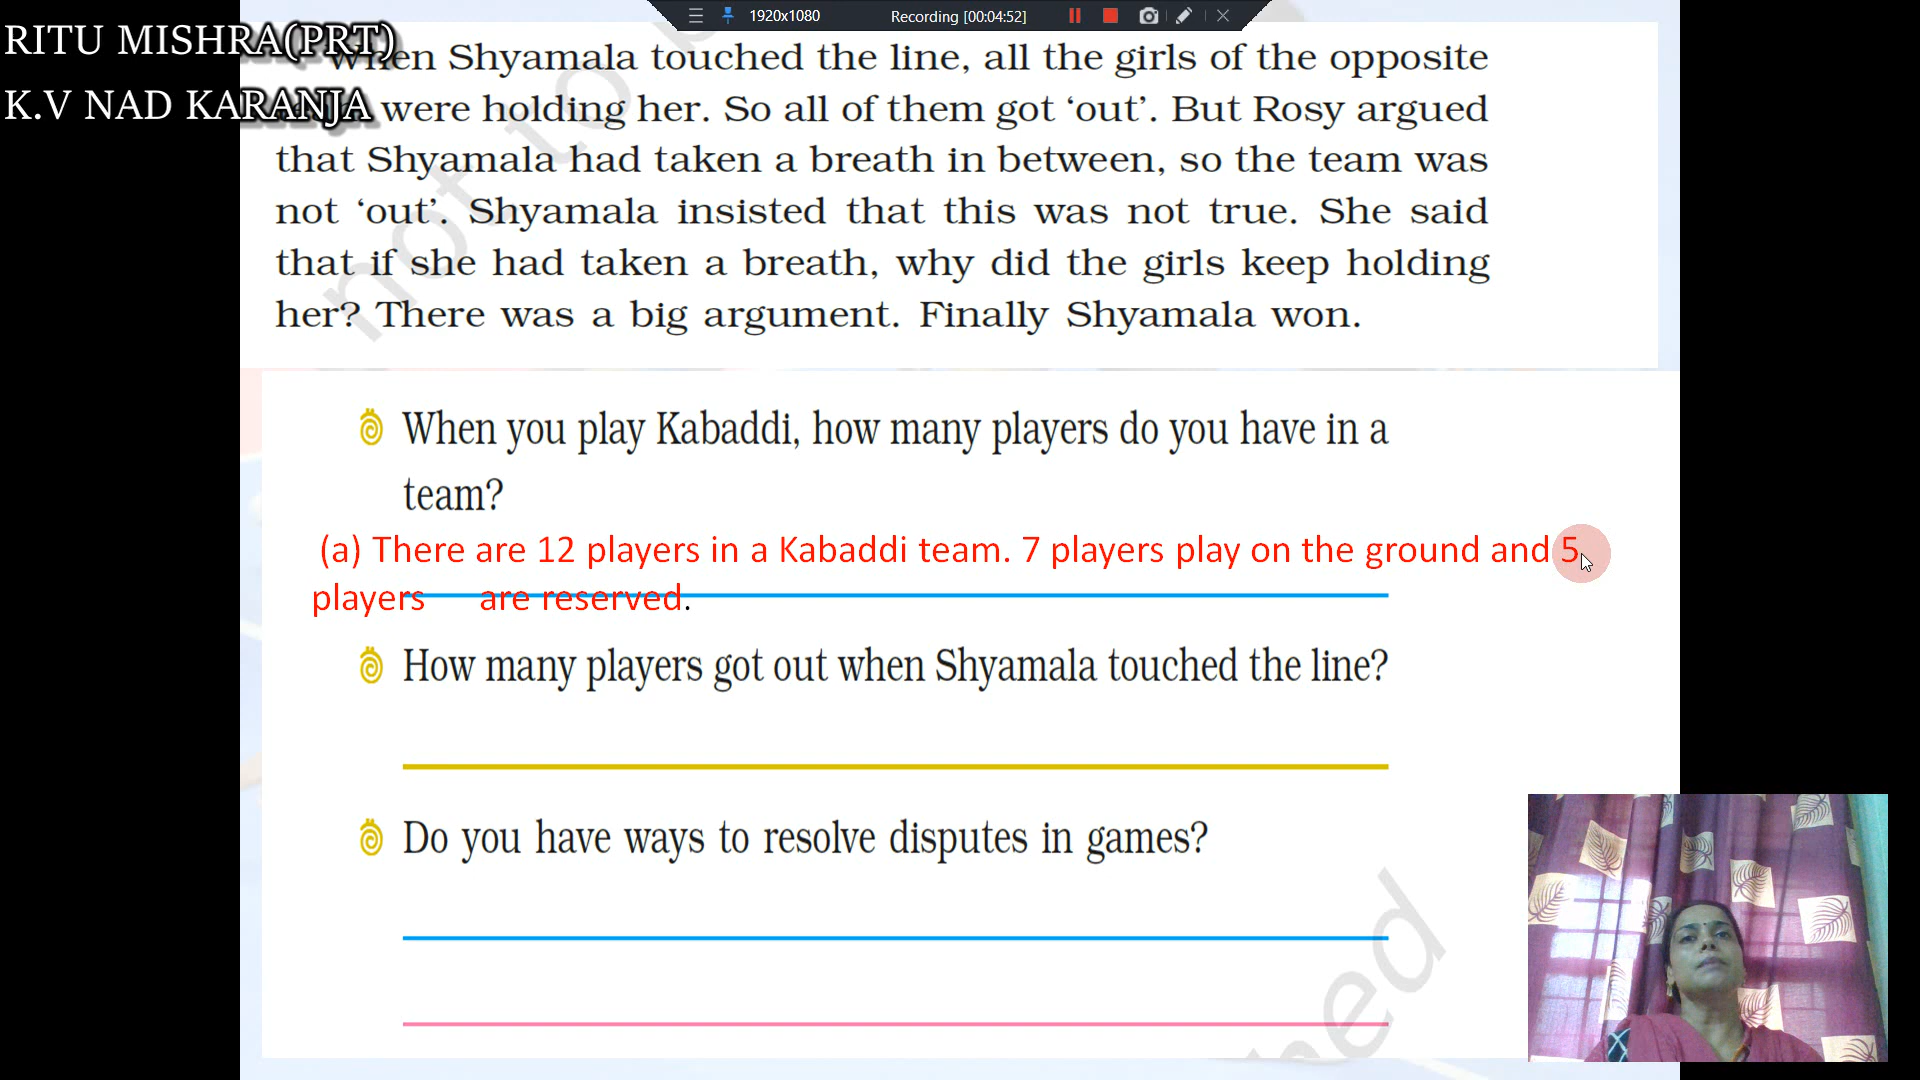 1920x1080
Recording [00:04:52]
RITU MISHRA(PRT)
K.V NAD KARANJA
When Shyamala touched the line, all the girls of the opposite
were holding her. So all of them got ‘out’. But Rosy argued
that Shyamala had taken a breath in between, so the team was
not ‘out’. Shyamala insisted that this was not true. She said
that if she had taken a breath, why did the girls keep holding
her? There was a big argument. Finally Shyamala won.
not to b
When you play Kabaddi, how many players do you have in a
team?
(a) There are 12 players in a Kabaddi team. 7 players play on the ground and 5
players are reserved.
How many players got out when Shyamala touched the line?
Do you have ways to resolve disputes in games?
hed